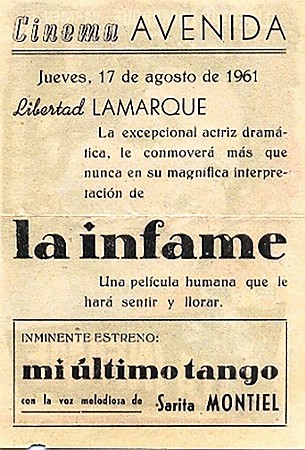 Cinema AVENIDA
Jueves, 17 de agosto de 1961
Libertad LAMARQUE
La excepcional actriz dramá-
tica, le conmoverá más que
nunca en su magnífica interpre-
tación de
la infame
Una película humana que le
hará sentir y llorar.
INMINENTE ESTRENO:
mi último tango
con la voz melodiosa de Sarita MONTIEL